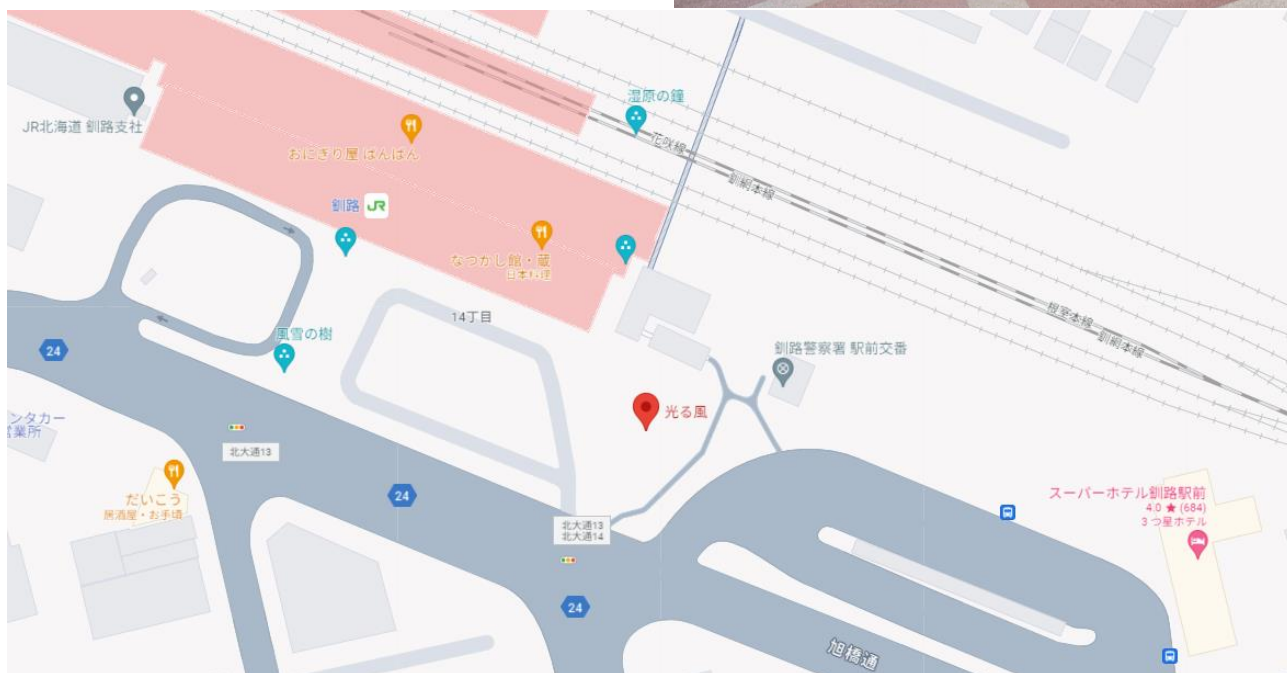 湿原の鐘
JR北海道 釧路支社
おにぎり屋 ばんばん
花咲線
釧網本線
釧路 JR
なつかし館・蔵
日本料理
14丁目
根室本線
釧網本線
風雪の樹
24
釧路警察署 駅前交番
光る風
ンタカー
営業所
北大通13
だいこう
居酒屋・お手頃
24
スーパーホテル釧路駅前
4.0 ★ (684)
3 つ星ホテル
北大通13
北大通14
24
旭橋通